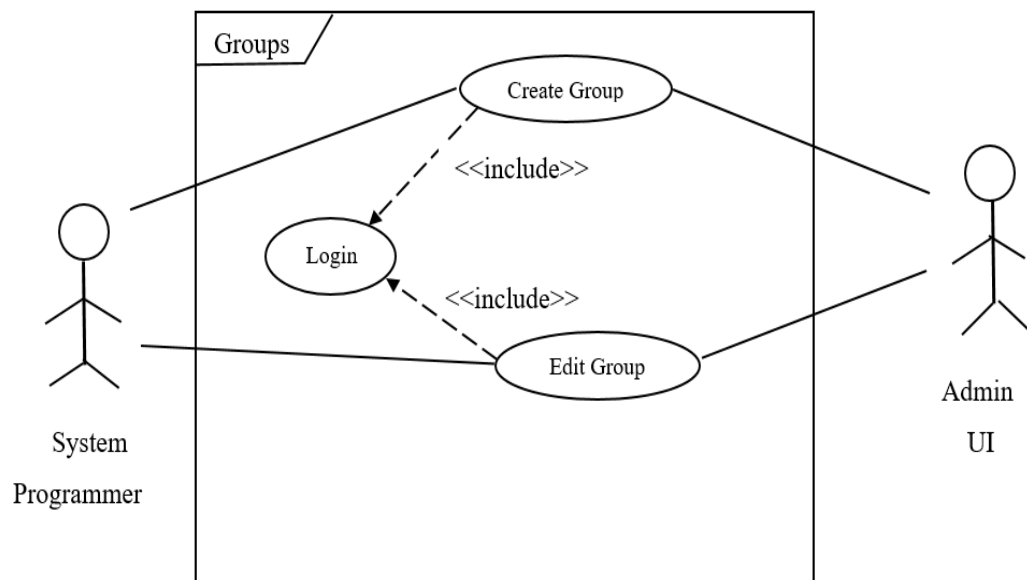 Groups
Create Group
<<include>>
Login
<<include>>
Edit Group
System
Programmer
Admin
UI